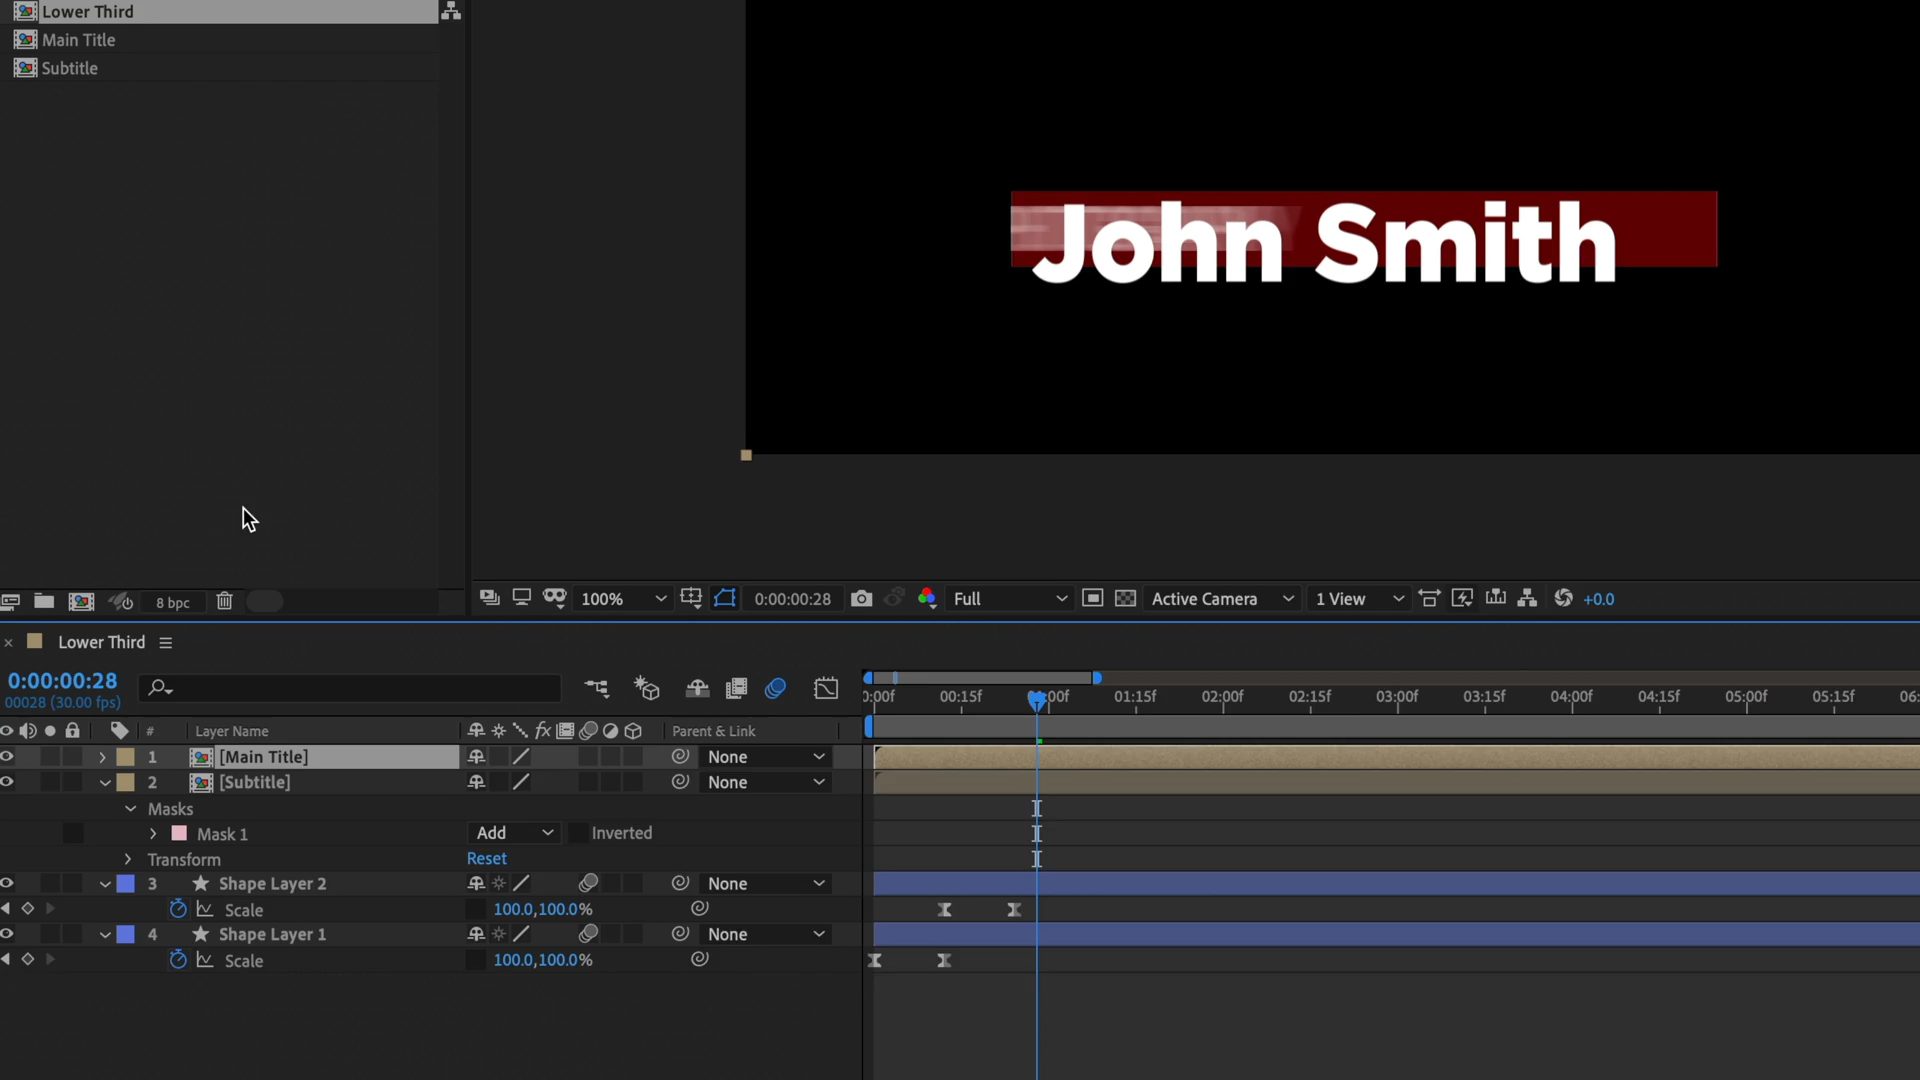 Lower Third
Main Title
Subtitle
John Smith
8 bpc
100%
0:00:00:28
Full
Active Camera
1 View
+0.0
Lower Third
0:00:00:28
00028 (30.00 fps)
0:00f 00:15f 01:15f 02:00f 02:15f 03:00f 03:15f 04:00f 04:15f 05:00f 05:15f 06:
# Layer Name fx Parent & Link
1 [Main Title] None
2 [Subtitle] None
Masks
Mask 1 Add Inverted
Transform Reset
3 Shape Layer 2 None
Scale 100.0,100.0%
4 Shape Layer 1 None
Scale 100.0,100.0%